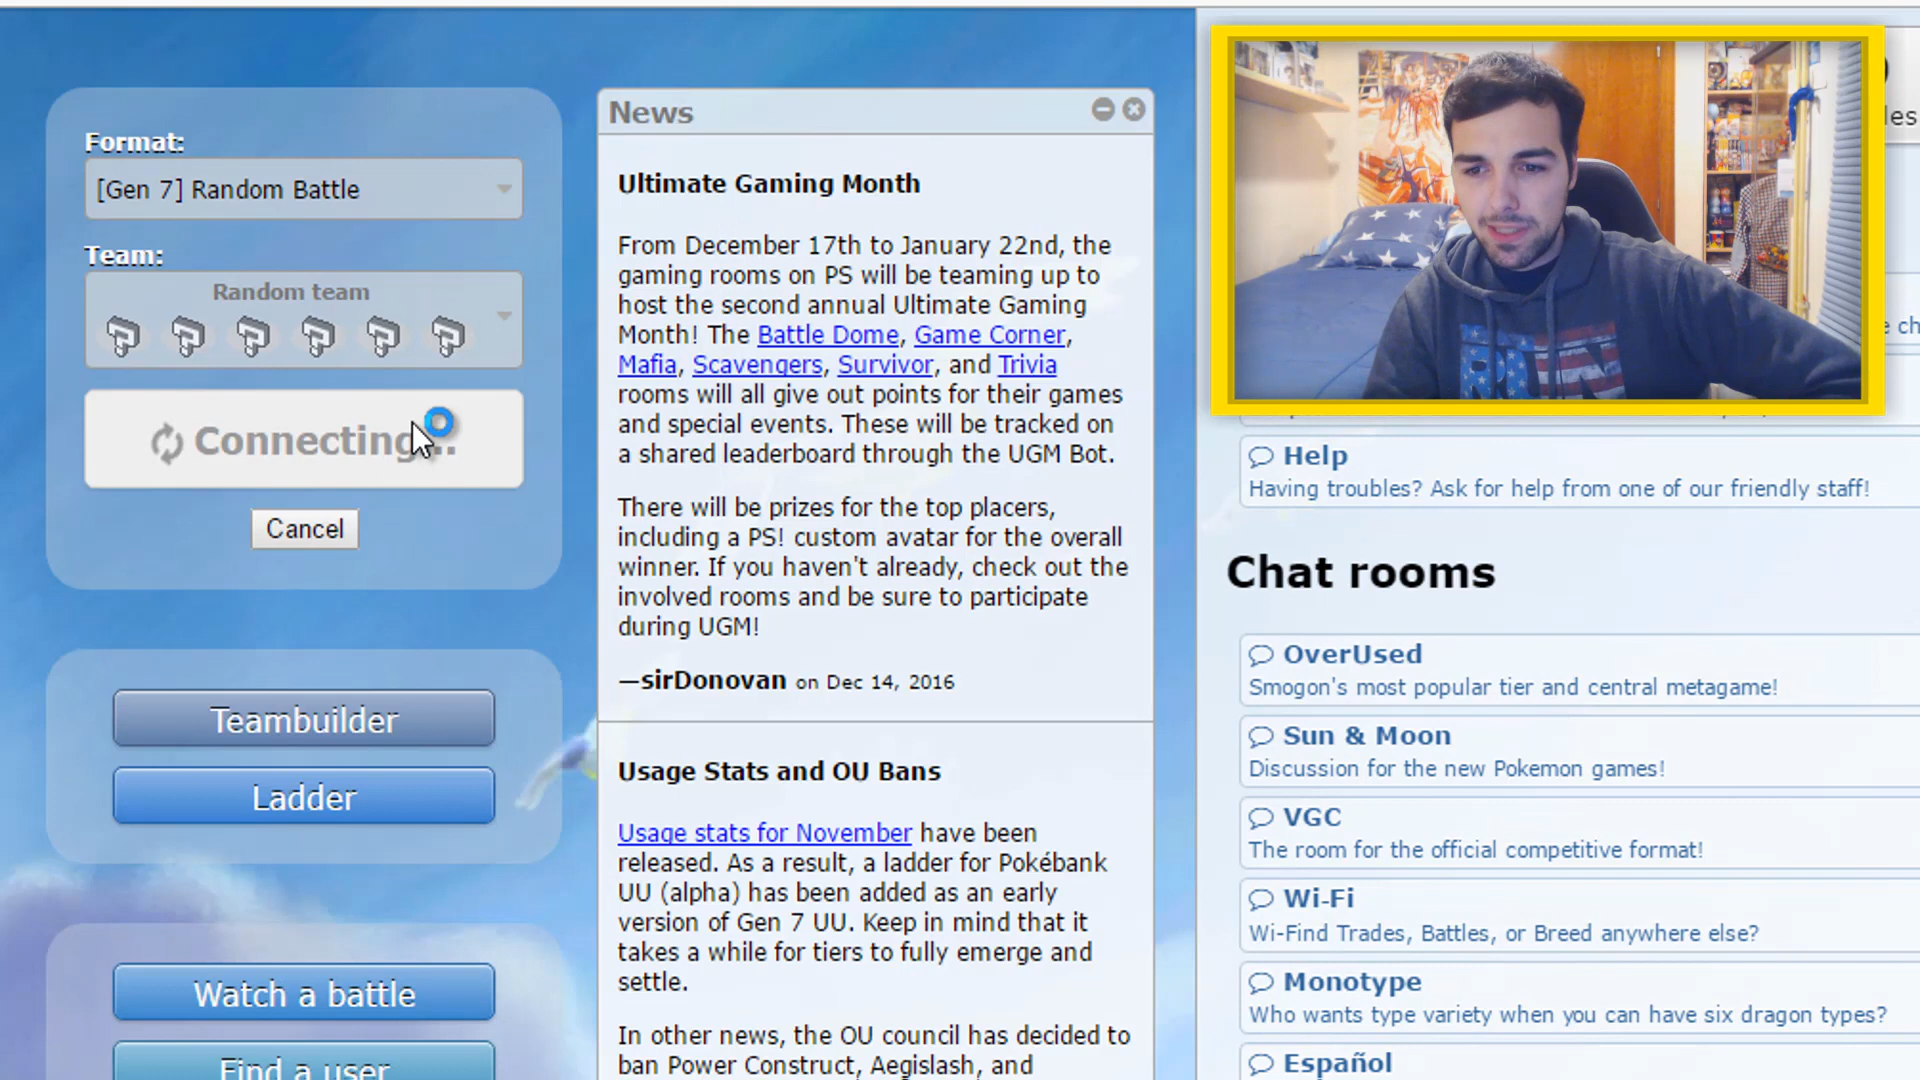 Format:
[Gen 7] Random Battle
Team:
Random team
Connecting...
Cancel
Teambuilder
Ladder
Watch a battle
Find a user
News
Ultimate Gaming Month
From December 17th to January 22nd, the
gaming rooms on PS will be teaming up to
host the second annual Ultimate Gaming
Month! The Battle Dome, Game Corner,
Mafia, Scavengers, Survivor, and Trivia
rooms will all give out points for their games
and special events. These will be tracked on
a shared leaderboard through the UGM Bot.
There will be prizes for the top placers,
including a PS! custom avatar for the overall
winner. If you haven't already, check out the
involved rooms and be sure to participate
during UGM!
—sirDonovan on Dec 14, 2016
Usage Stats and OU Bans
Usage stats for November have been
released. As a result, a ladder for Pokébank
UU (alpha) has been added as an early
version of Gen 7 UU. Keep in mind that it
takes a while for tiers to fully emerge and
settle.
In other news, the OU council has decided to
ban Power Construct, Aegislash, and
Help
Having troubles? Ask for help from one of our friendly staff!
Chat rooms
OverUsed
Smogon's most popular tier and central metagame!
Sun & Moon
Discussion for the new Pokemon games!
VGC
The room for the official competitive format!
Wi-Fi
Wi-Find Trades, Battles, or Breed anywhere else?
Monotype
Who wants type variety when you can have six dragon types?
Español